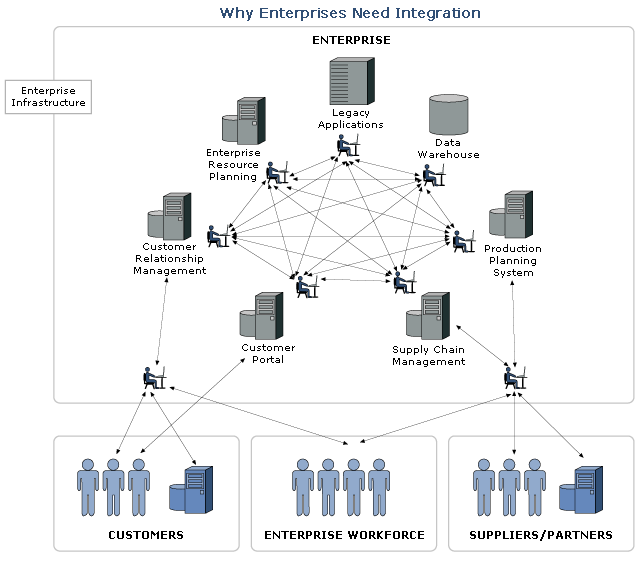 Why Enterprises Need Integration
ENTERPRISE
Enterprise
Infrastructure
Legacy
Applications
Data
Warehouse
Enterprise
Resource
Planning
Customer
Relationship
Management
Production
Planning
System
Customer
Portal
Supply Chain
Management
CUSTOMERS
ENTERPRISE WORKFORCE
SUPPLIERS/PARTNERS